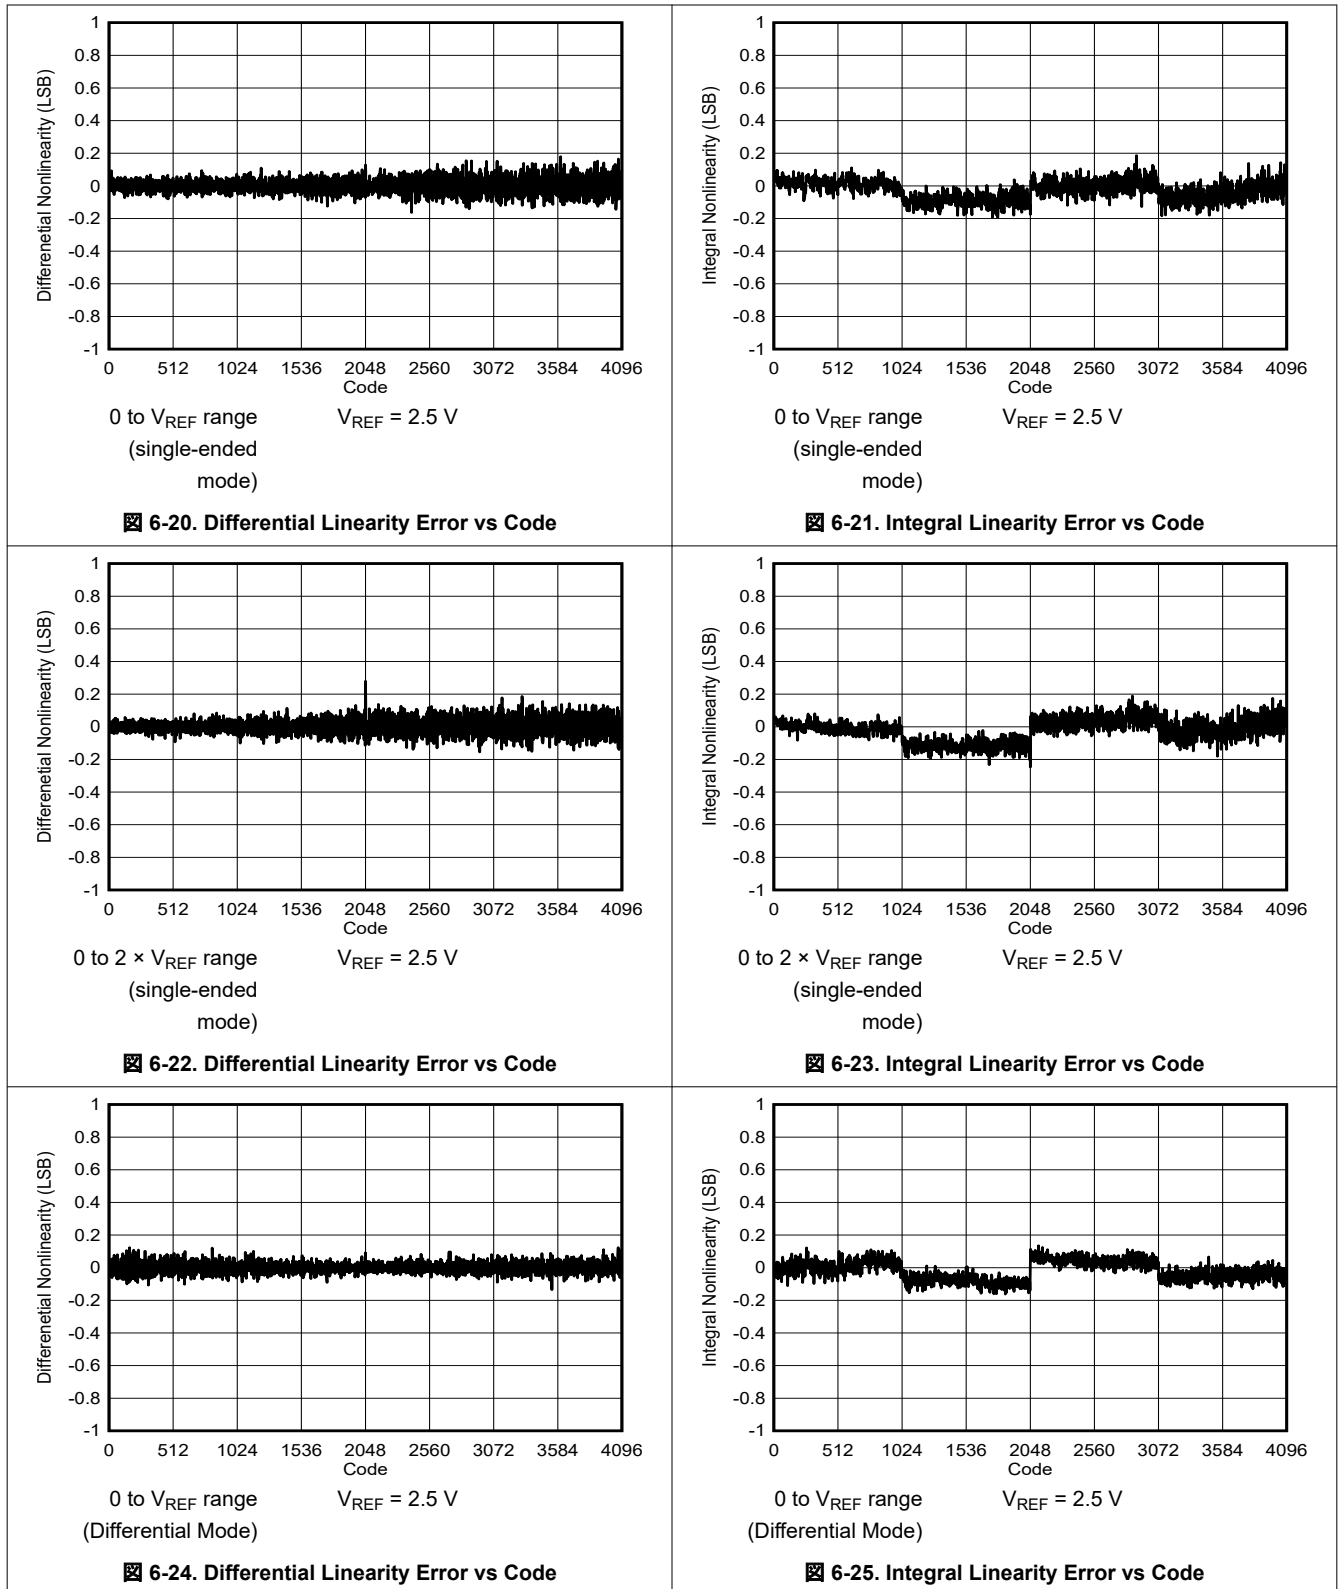 1
0.8
0.6
0.4
0.2
0
-0.2
-0.4
-0.6
-0.8
-1
Differenetial Nonlinearity (LSB)
0 512 1024 1536 2048 2560 3072 3584 4096
Code
0 to VREF range
(single-ended
mode)
VREF = 2.5 V
図 6-20. Differential Linearity Error vs Code
1
0.8
0.6
0.4
0.2
0
-0.2
-0.4
-0.6
-0.8
-1
Integral Nonlinearity (LSB)
0 512 1024 1536 2048 2560 3072 3584 4096
Code
0 to VREF range
(single-ended
mode)
VREF = 2.5 V
図 6-21. Integral Linearity Error vs Code
1
0.8
0.6
0.4
0.2
0
-0.2
-0.4
-0.6
-0.8
-1
Differenetial Nonlinearity (LSB)
0 512 1024 1536 2048 2560 3072 3584 4096
Code
0 to 2 × VREF range
(single-ended
mode)
VREF = 2.5 V
図 6-22. Differential Linearity Error vs Code
1
0.8
0.6
0.4
0.2
0
-0.2
-0.4
-0.6
-0.8
-1
Integral Nonlinearity (LSB)
0 512 1024 1536 2048 2560 3072 3584 4096
Code
0 to 2 × VREF range
(single-ended
mode)
VREF = 2.5 V
図 6-23. Integral Linearity Error vs Code
1
0.8
0.6
0.4
0.2
0
-0.2
-0.4
-0.6
-0.8
-1
Differenetial Nonlinearity (LSB)
0 512 1024 1536 2048 2560 3072 3584 4096
Code
0 to VREF range
(Differential Mode)
VREF = 2.5 V
図 6-24. Differential Linearity Error vs Code
1
0.8
0.6
0.4
0.2
0
-0.2
-0.4
-0.6
-0.8
-1
Integral Nonlinearity (LSB)
0 512 1024 1536 2048 2560 3072 3584 4096
Code
0 to VREF range
(Differential Mode)
VREF = 2.5 V
図 6-25. Integral Linearity Error vs Code